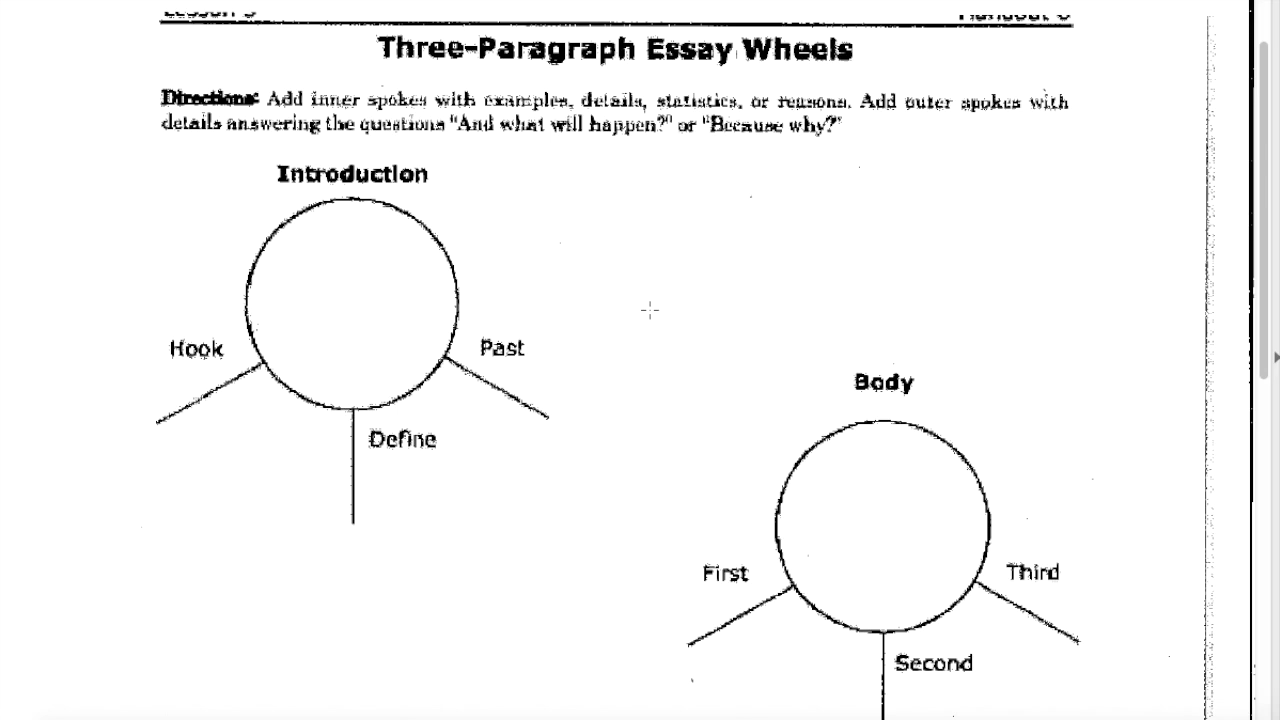 Three-Paragraph Essay Wheels
Directions: Add inner spokes with examples, details, statistics, or reasons. Add outer spokes with
details answering the questions "And what will happen?" or "Because why?"
Introduction
Hook
Past
Define
Body
First
Third
Second